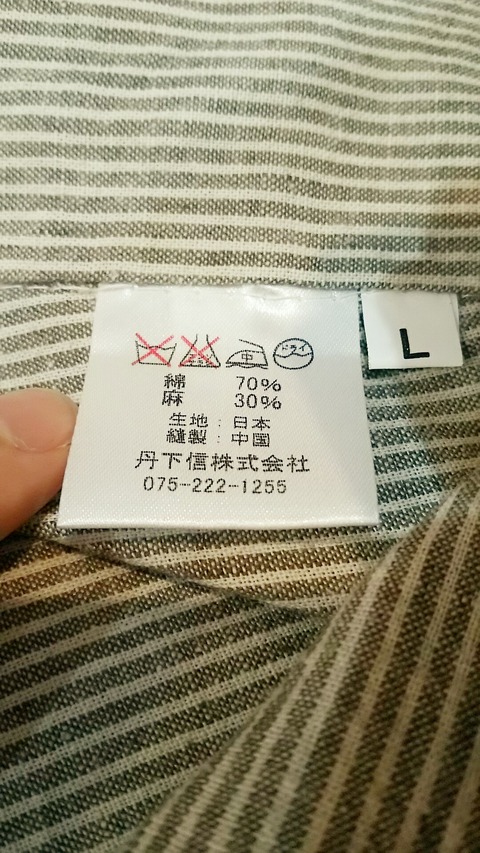 ドライ
中
L
綿 70%
麻 30%
生地:日本
縫製:中国
丹下信株式会社
075-222-1255